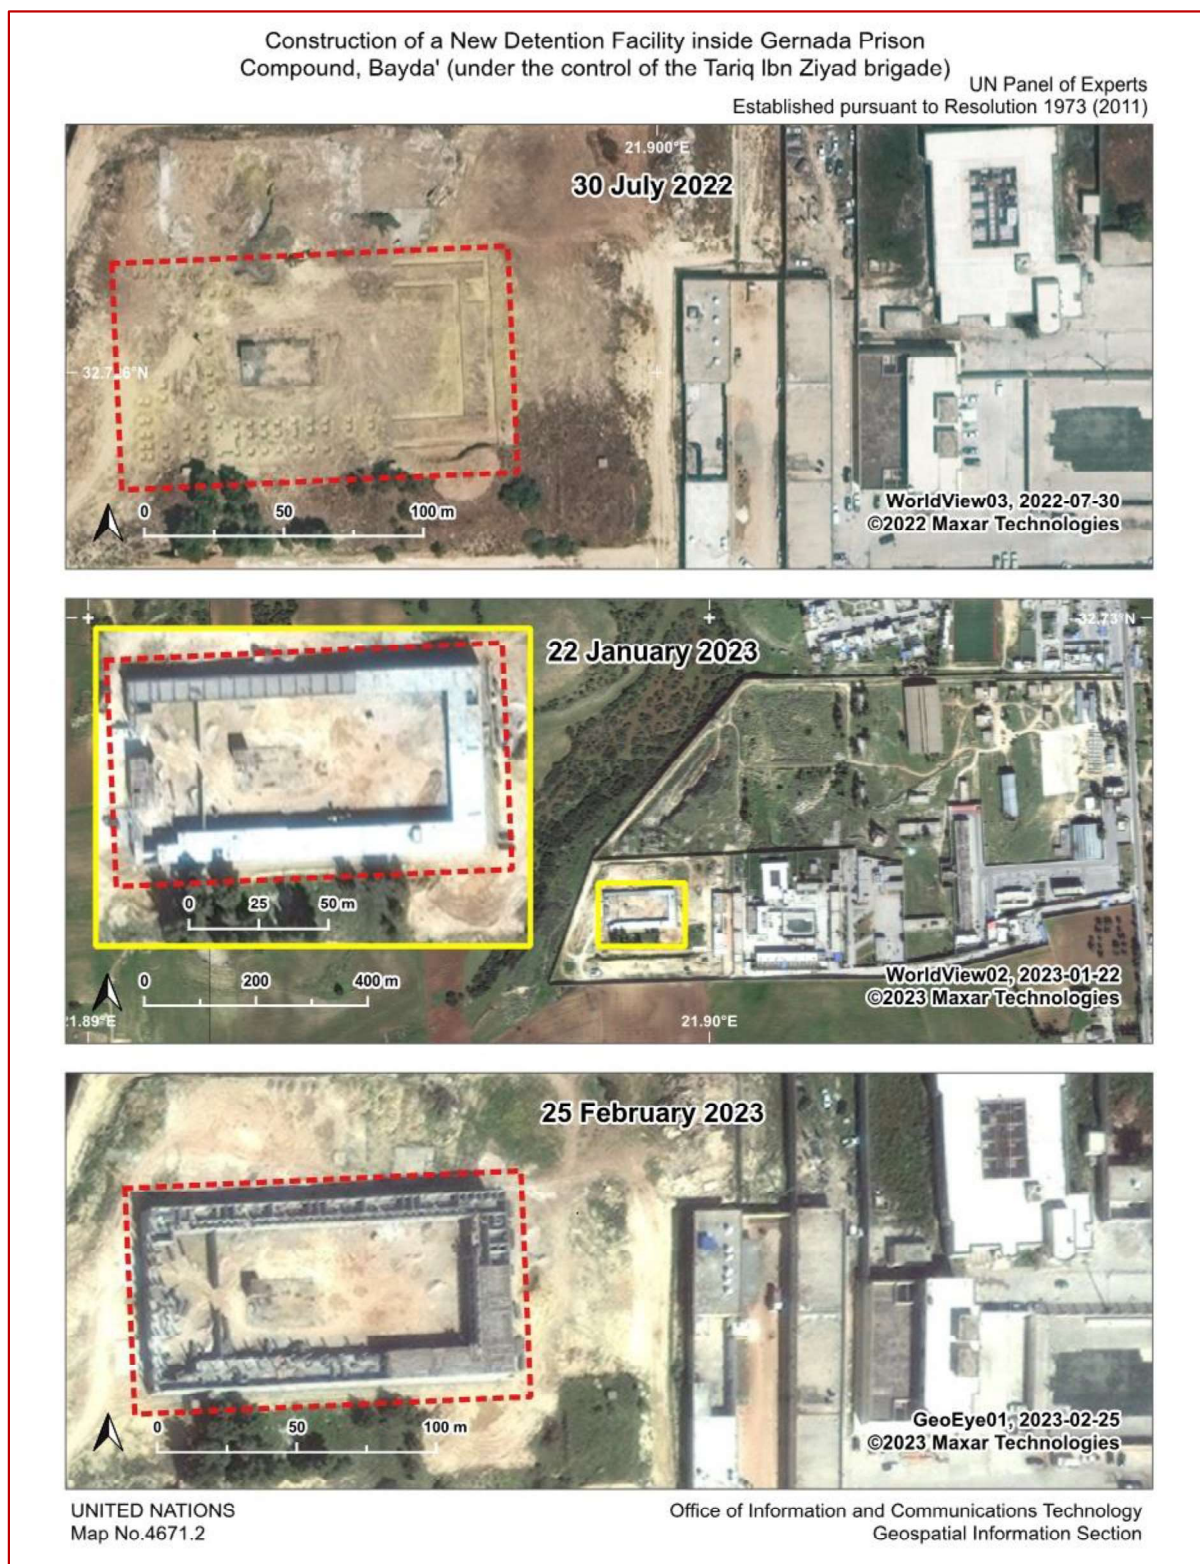 Construction of a New Detention Facility inside Gernada Prison
Compound, Bayda' (under the control of the Tariq Ibn Ziyad brigade)
UN Panel of Experts
Established pursuant to Resolution 1973 (2011)
21.900°E
30 July 2022
0 50 100 m
WorldView03, 2022-07-30
©2022 Maxar Technologies
32.73°N
22 January 2023
0 25 50 m
0 200 400 m
WorldView02, 2023-01-22
©2023 Maxar Technologies
21.89°E
21.90°E
25 February 2023
0 50 100 m
GeoEye01, 2023-02-25
©2023 Maxar Technologies
UNITED NATIONS
Map No.4671.2
Office of Information and Communications Technology
Geospatial Information Section